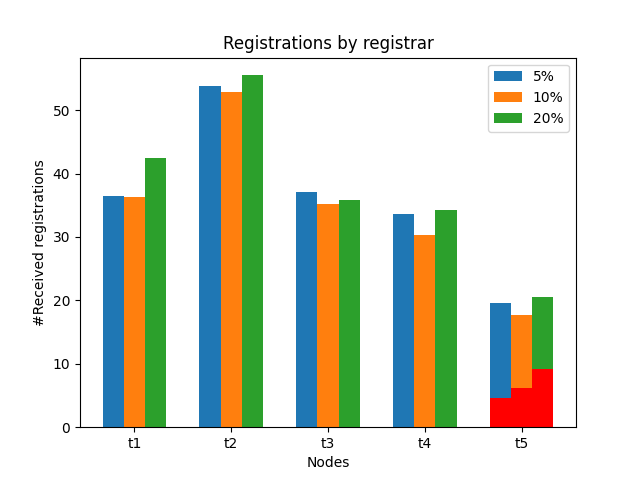 Registrations by registrar
5%
10%
20%
#Received registrations
50
40
30
20
10
0
t1 t2 t3 t4 t5
Nodes